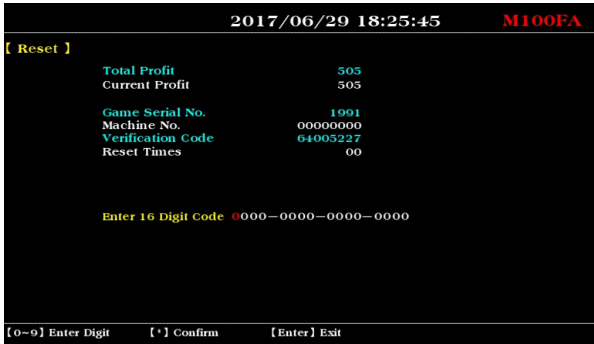 2017/06/29 18:25:45 M100FA
【 Reset 】
Total Profit 505
Current Profit 505
Game Serial No. 1991
Machine No. 00000000
Verification Code 64005227
Reset Times 00
Enter 16 Digit Code 0000-0000-0000-0000
【0~9】Enter Digit 【*】Confirm 【Enter】Exit